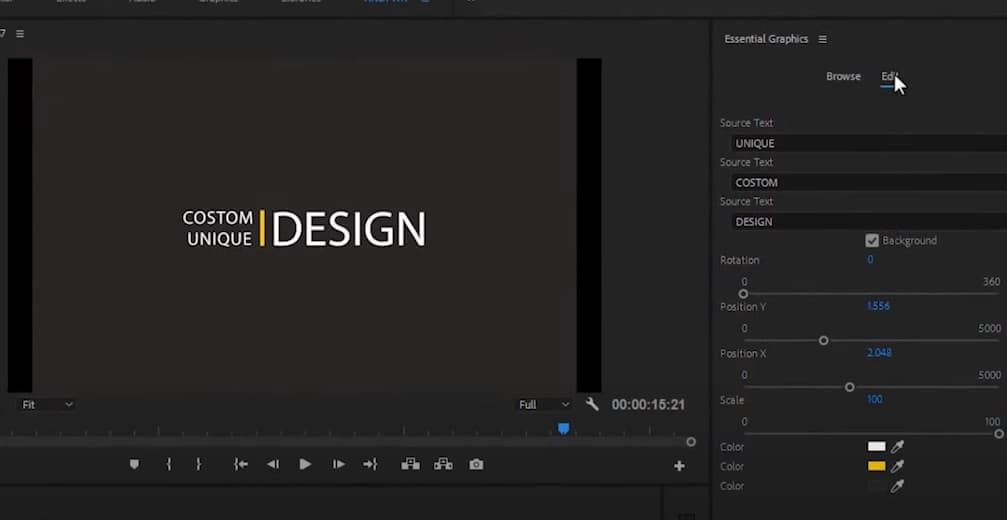 Essential Graphics
Browse
Edit
Source Text
UNIQUE
Source Text
COSTOM
Source Text
DESIGN
Background
Rotation
0
0
360
Position Y
1.556
0
5000
Position X
2.048
0
5000
Scale
100
0
100
Color
Color
Color
COSTOM
UNIQUE
DESIGN
Fit
Full
00:00:15:21